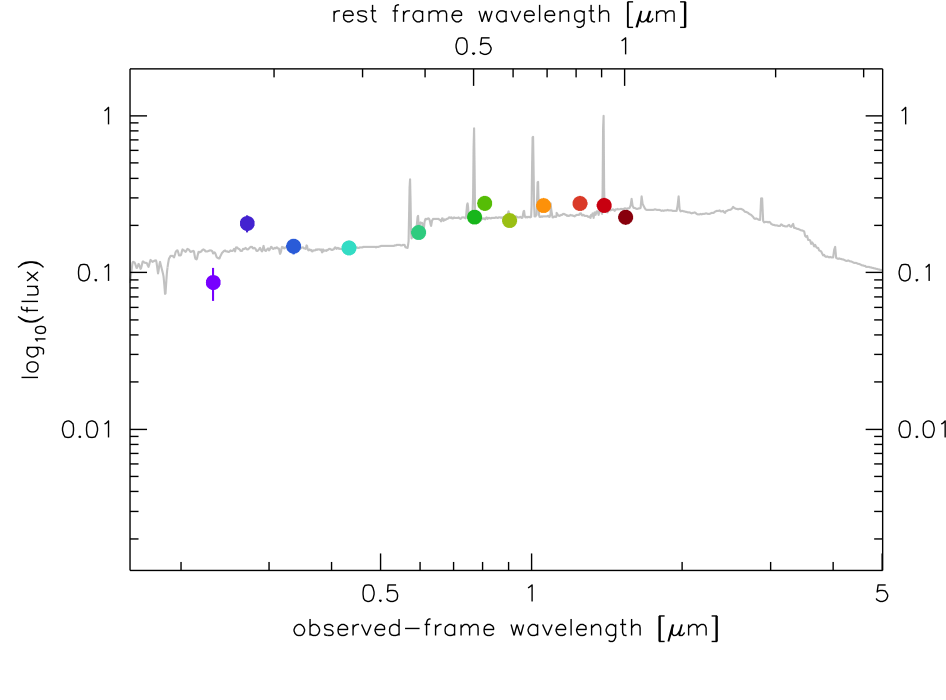 rest frame wavelength [μm]
0.5 1
1 1
0.1 0.1
0.01 0.01
log10(flux)
0.5 1 5
observed-frame wavelength [μm]